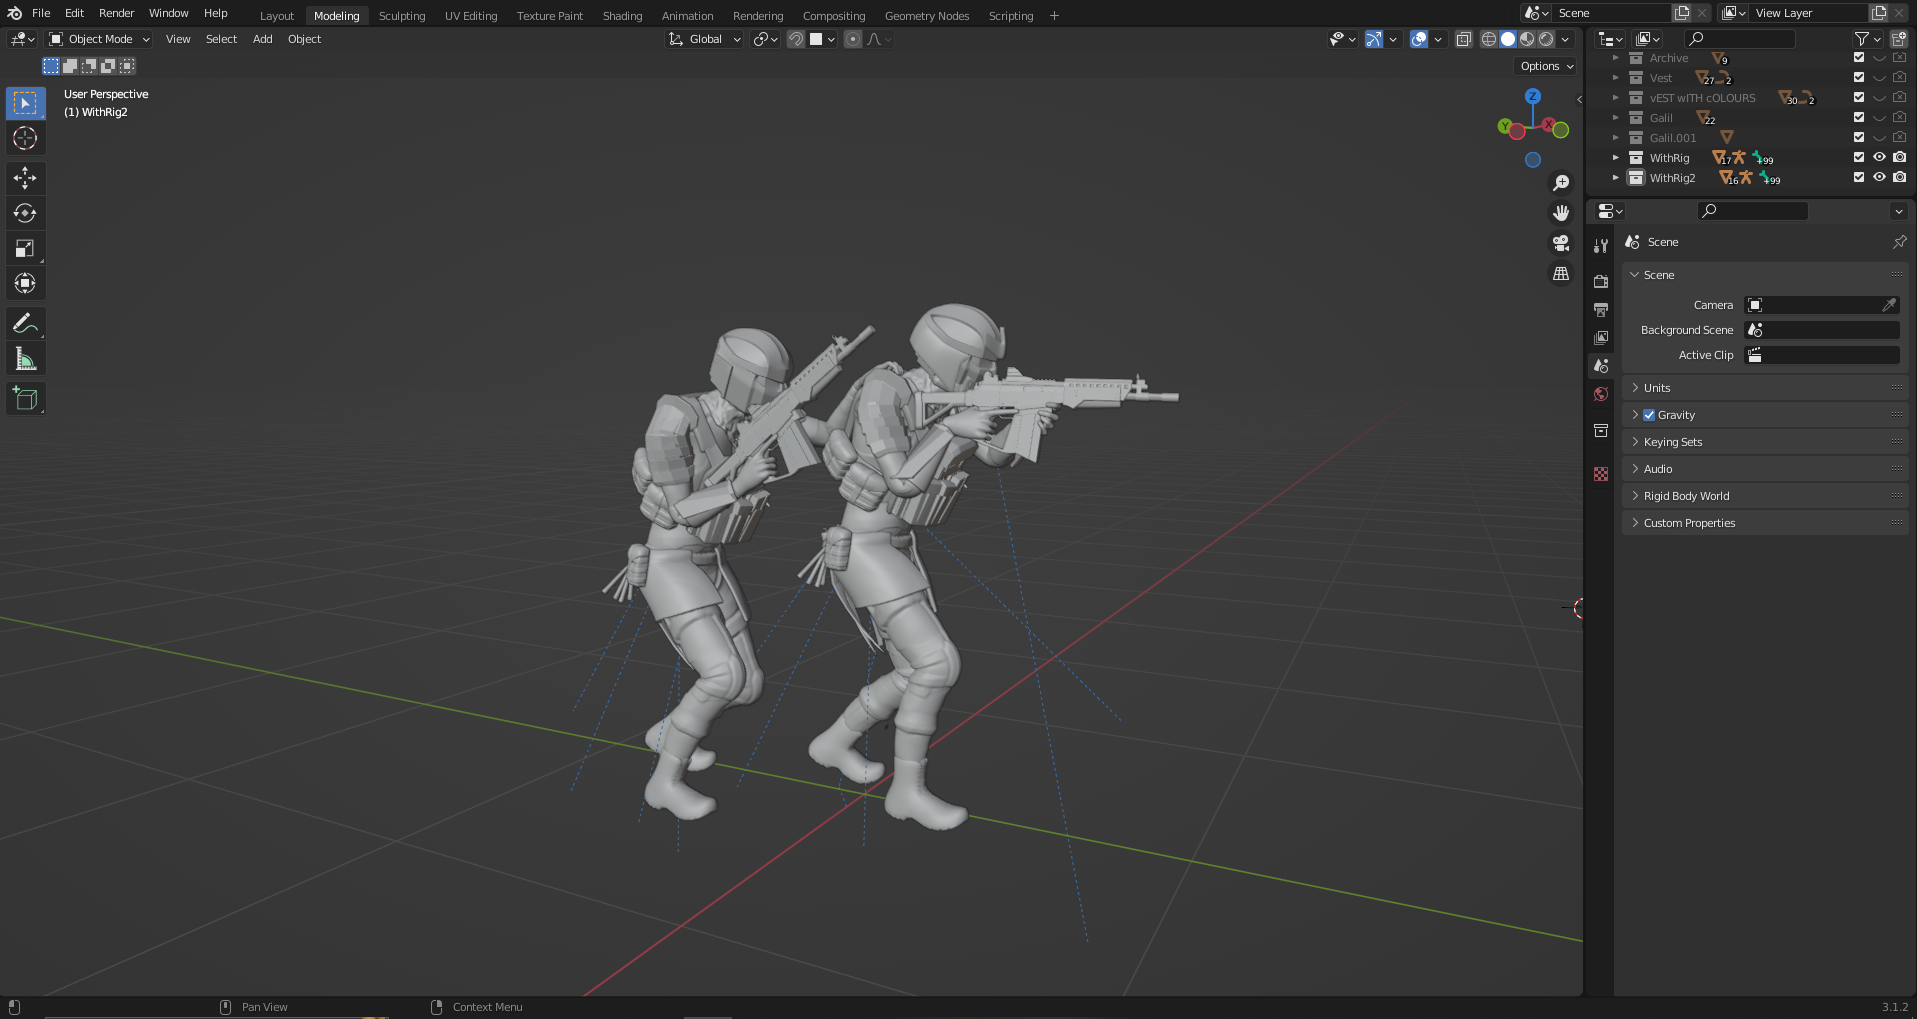 File Edit Render Window Help Layout Modeling Sculpting UV Editing Texture Paint Shading Animation Rendering Compositing Geometry Nodes Scripting + Scene View Layer
Object Mode View Select Add Object Global
Options
User Perspective
(1) WithRig2
Z
Y
X
Archive 9
Vest 27 2
vEST wITH cOLOURS 30 2
Galil 22
Galil.001
WithRig 17 +99
WithRig2 16 +99
Scene
Scene
Camera
Background Scene
Active Clip
Units
Gravity
Keying Sets
Audio
Rigid Body World
Custom Properties
Pan View Context Menu 3.1.2